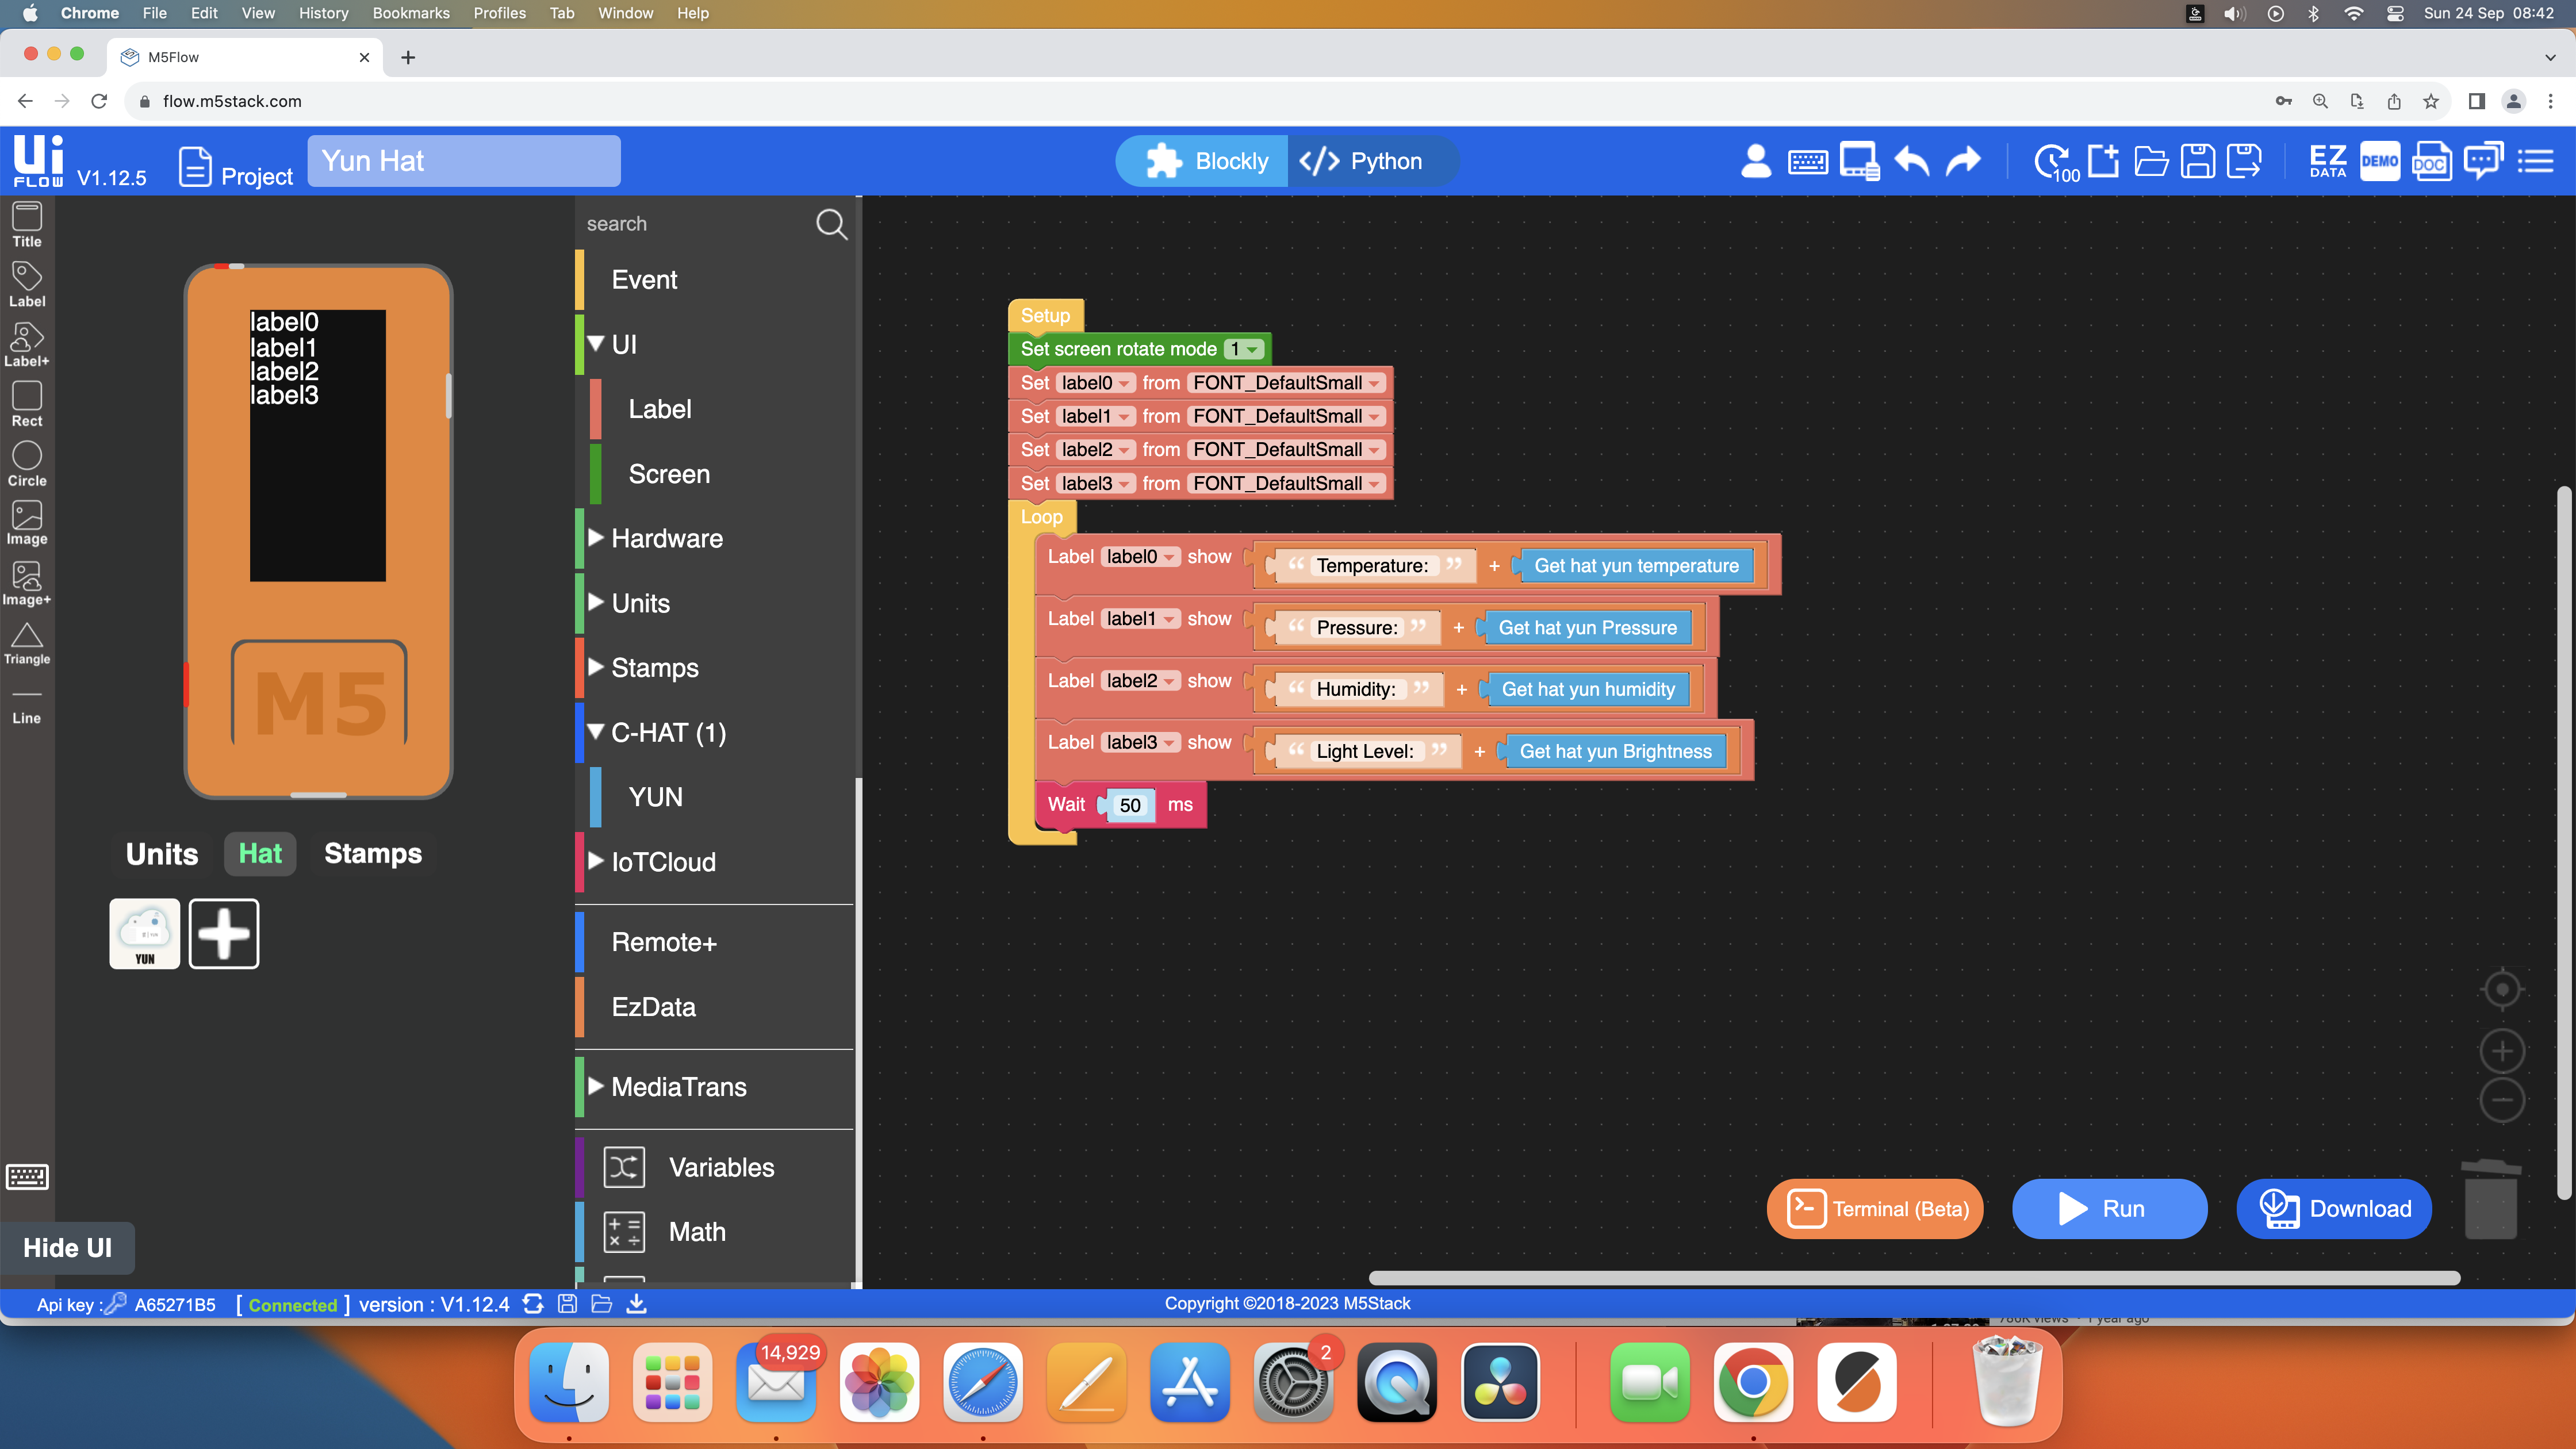 Chrome File Edit View History Bookmarks Profiles Tab Window Help Sun 24 Sep 08:42
M5Flow
flow.m5stack.com
Ui FLOW V1.12.5 Project Yun Hat Blockly </> Python 100 EZ DATA DEMO DOC
Title
Label
Label+
Rect
Circle
Image
Image+
Triangle
Line
Hide UI
label0
label1
label2
label3
M5
Units Hat Stamps
YUN
search
Event
UI
Label
Screen
Hardware
Units
Stamps
C-HAT (1)
YUN
IoTCloud
Remote+
EzData
MediaTrans
Variables
Math
Setup
Set screen rotate mode 1
Set label0 from FONT_DefaultSmall
Set label1 from FONT_DefaultSmall
Set label2 from FONT_DefaultSmall
Set label3 from FONT_DefaultSmall
Loop
Label label0 show “ Temperature: ” + Get hat yun temperature
Label label1 show “ Pressure: ” + Get hat yun Pressure
Label label2 show “ Humidity: ” + Get hat yun humidity
Label label3 show “ Light Level: ” + Get hat yun Brightness
Wait 50 ms
Terminal (Beta) Run Download
Api key : A65271B5 [ Connected ] version : V1.12.4 Copyright ©2018-2023 M5Stack
14,929 2